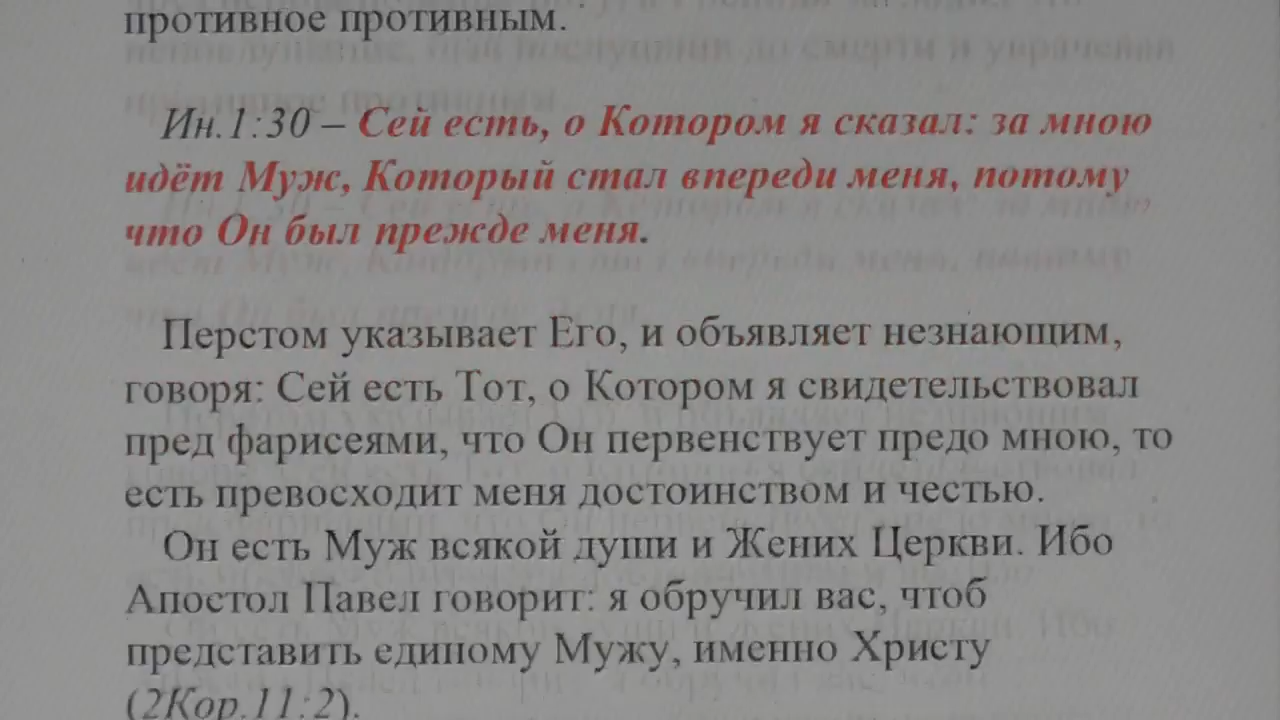 противное противным.
Ин.1:30 – Сей есть, о Котором я сказал: за мною
идёт Муж, Который стал впереди меня, потому
что Он был прежде меня.
Перстом указывает Его, и объявляет незнающим,
говоря: Сей есть Тот, о Котором я свидетельствовал
пред фарисеями, что Он первенствует предо мною, то
есть превосходит меня достоинством и честью.
Он есть Муж всякой души и Жених Церкви. Ибо
Апостол Павел говорит: я обручил вас, чтоб
представить единому Мужу, именно Христу
(2Кор.11:2).